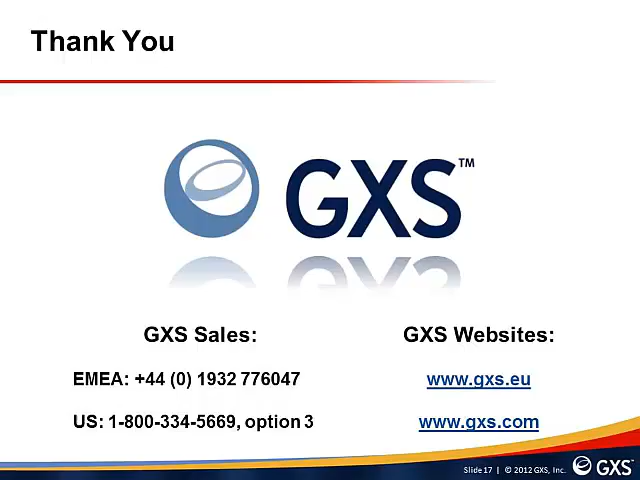 Thank You
GXS™
GXS Sales:
EMEA: +44 (0) 1932 776047
US: 1-800-334-5669, option 3
GXS Websites:
www.gxs.eu
www.gxs.com
Slide 17 | © 2012 GXS, Inc.
GXS